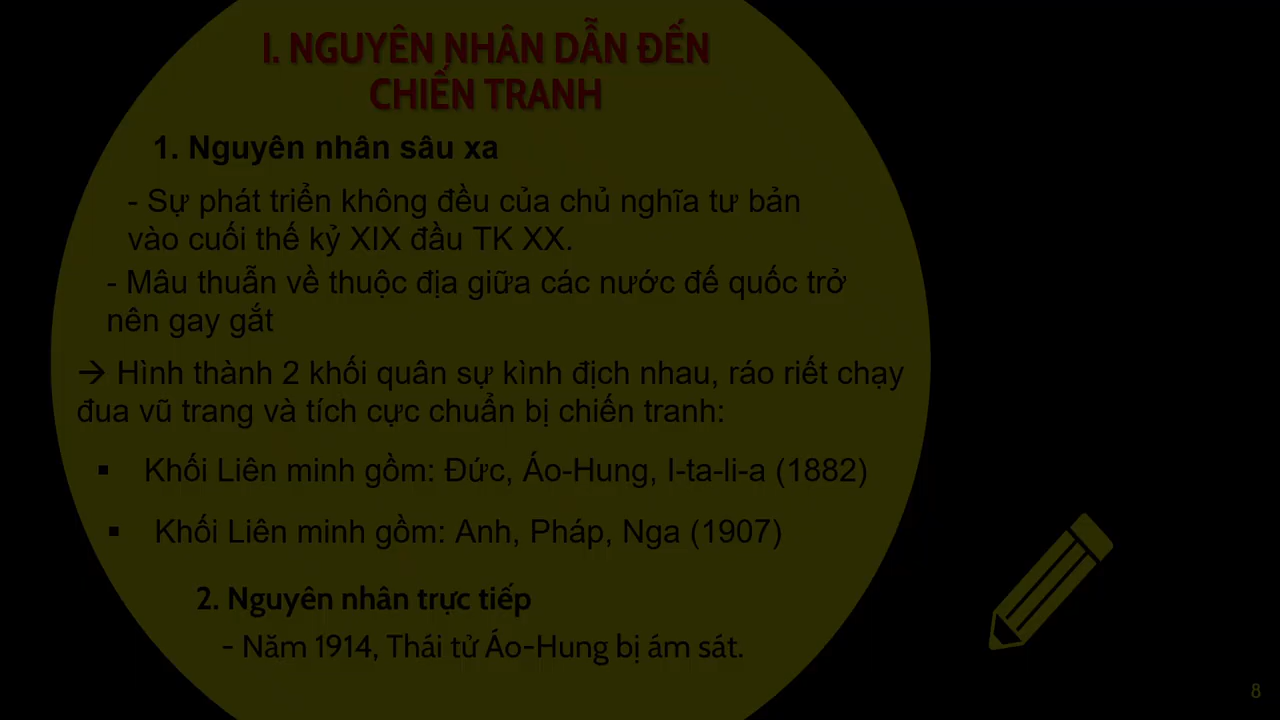 I. NGUYÊN NHÂN DẪN ĐẾN
CHIẾN TRANH
1. Nguyên nhân sâu xa
- Sự phát triển không đều của chủ nghĩa tư bản
vào cuối thế kỷ XIX đầu TK XX.
- Mâu thuẫn về thuộc địa giữa các nước đế quốc trở
nên gay gắt
→ Hình thành 2 khối quân sự kình địch nhau, ráo riết chạy
đua vũ trang và tích cực chuẩn bị chiến tranh:
▪ Khối Liên minh gồm: Đức, Áo-Hung, I-ta-li-a (1882)
▪ Khối Liên minh gồm: Anh, Pháp, Nga (1907)
2. Nguyên nhân trực tiếp
- Năm 1914, Thái tử Áo-Hung bị ám sát.
8